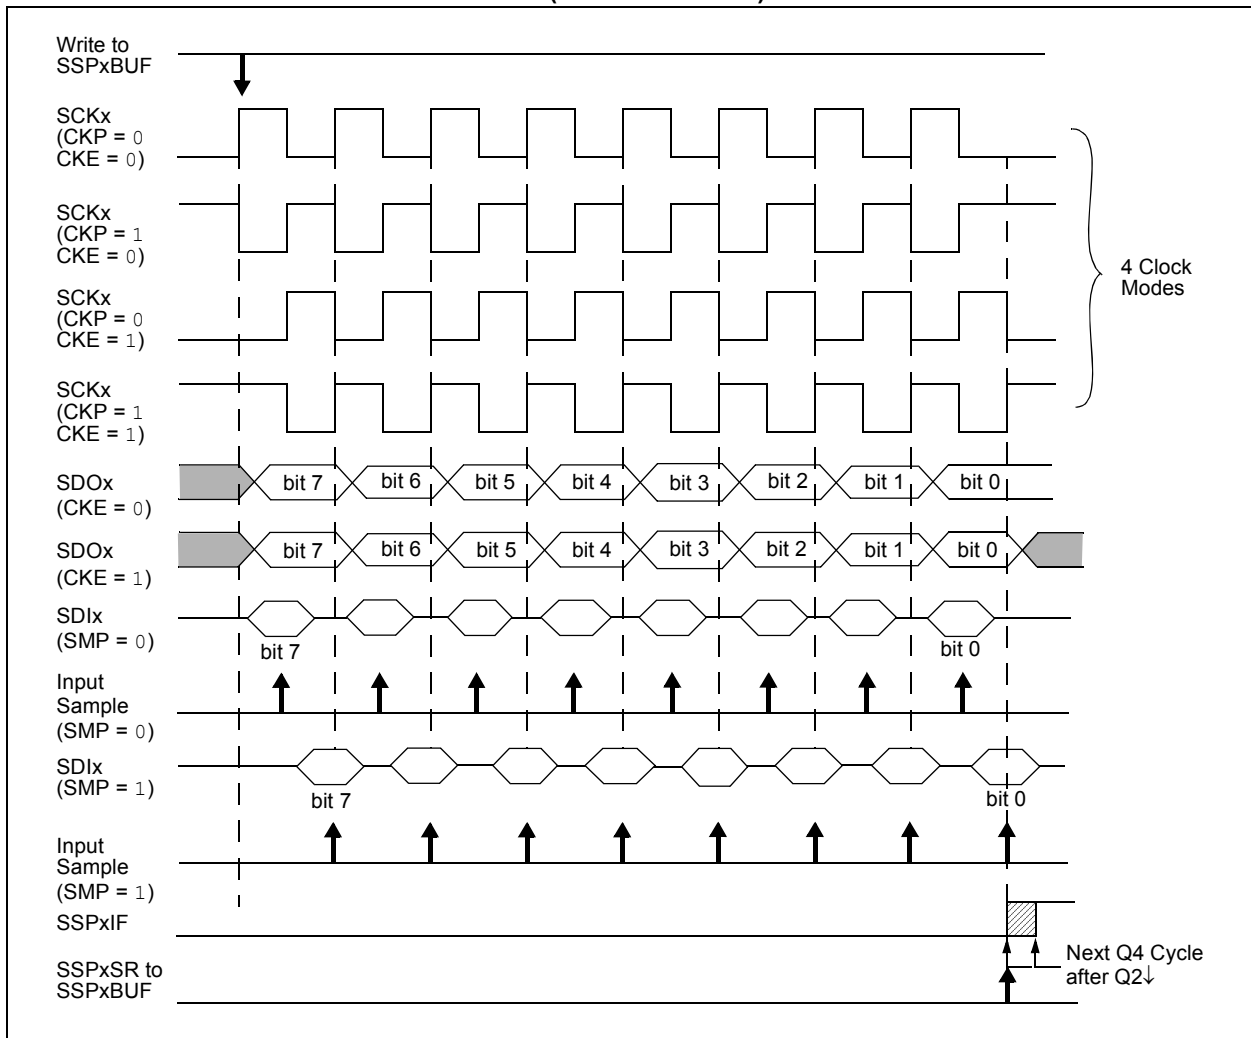 Write to
SSPxBUF
SCKx
(CKP = 0
CKE = 0)
SCKx
(CKP = 1
CKE = 0)
SCKx
(CKP = 0
CKE = 1)
SCKx
(CKP = 1
CKE = 1)
4 Clock
Modes
SDOx
(CKE = 0)
bit 7 bit 6 bit 5 bit 4 bit 3 bit 2 bit 1 bit 0
SDOx
(CKE = 1)
bit 7 bit 6 bit 5 bit 4 bit 3 bit 2 bit 1 bit 0
SDIx
(SMP = 0)
bit 7 bit 0
Input
Sample
(SMP = 0)
SDIx
(SMP = 1)
bit 7 bit 0
Input
Sample
(SMP = 1)
SSPxIF
SSPxSR to
SSPxBUF
Next Q4 Cycle
after Q2↓